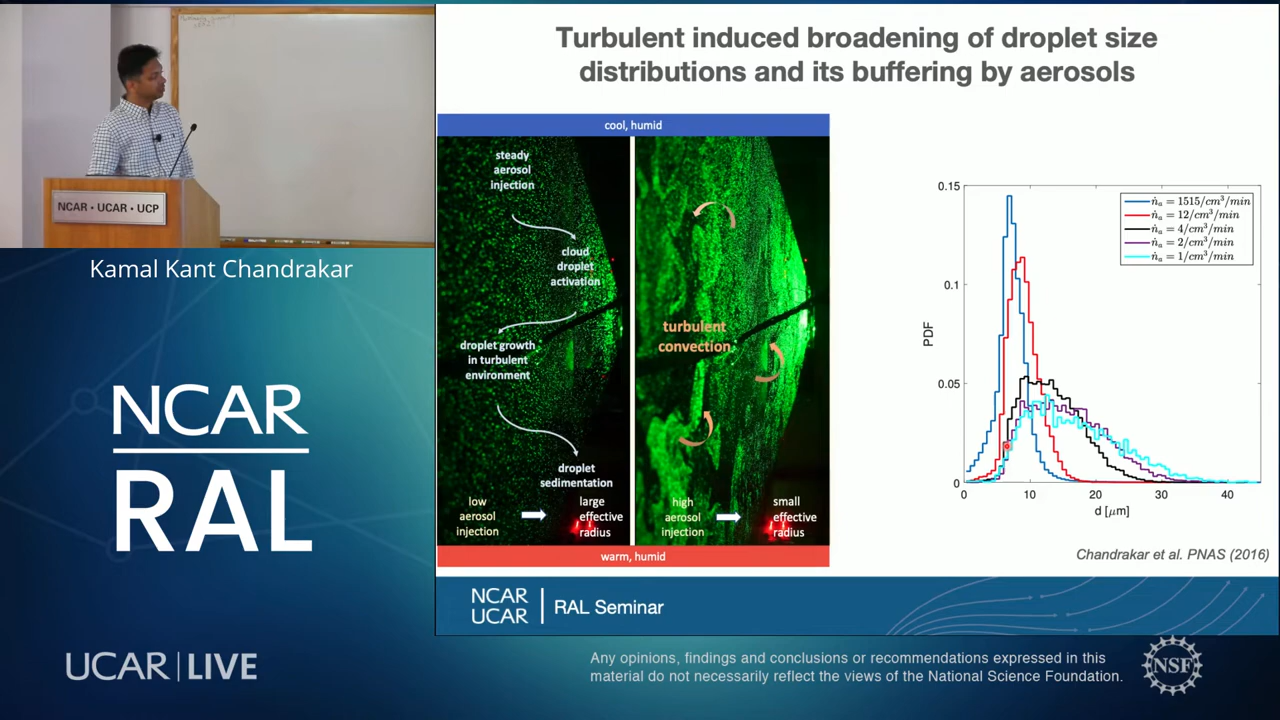 Turbulent induced broadening of droplet size
distributions and its buffering by aerosols
NCAR • UCAR • UCP
Kamal Kant Chandrakar
NCAR
RAL
UCAR | LIVE
cool, humid
steady
aerosol
injection
cloud
droplet
activation
droplet growth
in turbulent
environment
droplet
sedimentation
low
aerosol
injection
large
effective
radius
turbulent
convection
high
aerosol
injection
small
effective
radius
warm, humid
0.15
0.1
0.05
0
PDF
ṅa = 1515/cm³/min
ṅa = 12/cm³/min
ṅa = 4/cm³/min
ṅa = 2/cm³/min
ṅa = 1/cm³/min
0 10 20 30 40
d [μm]
Chandrakar et al. PNAS (2016)
NCAR
UCAR
RAL Seminar
Any opinions, findings and conclusions or recommendations expressed in this
material do not necessarily reflect the views of the National Science Foundation.
NSF